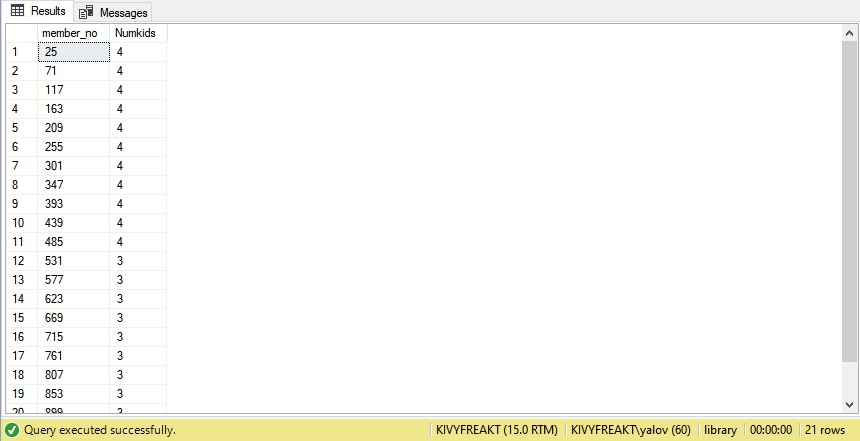 Results Messages
member_no Numkids
1 25 4
2 71 4
3 117 4
4 163 4
5 209 4
6 255 4
7 301 4
8 347 4
9 393 4
10 439 4
11 485 4
12 531 3
13 577 3
14 623 3
15 669 3
16 715 3
17 761 3
18 807 3
19 853 3
20 899 3
Query executed successfully. KIVYFREAKT (15.0 RTM) KIVYFREAKT\yalov (60) library 00:00:00 21 rows